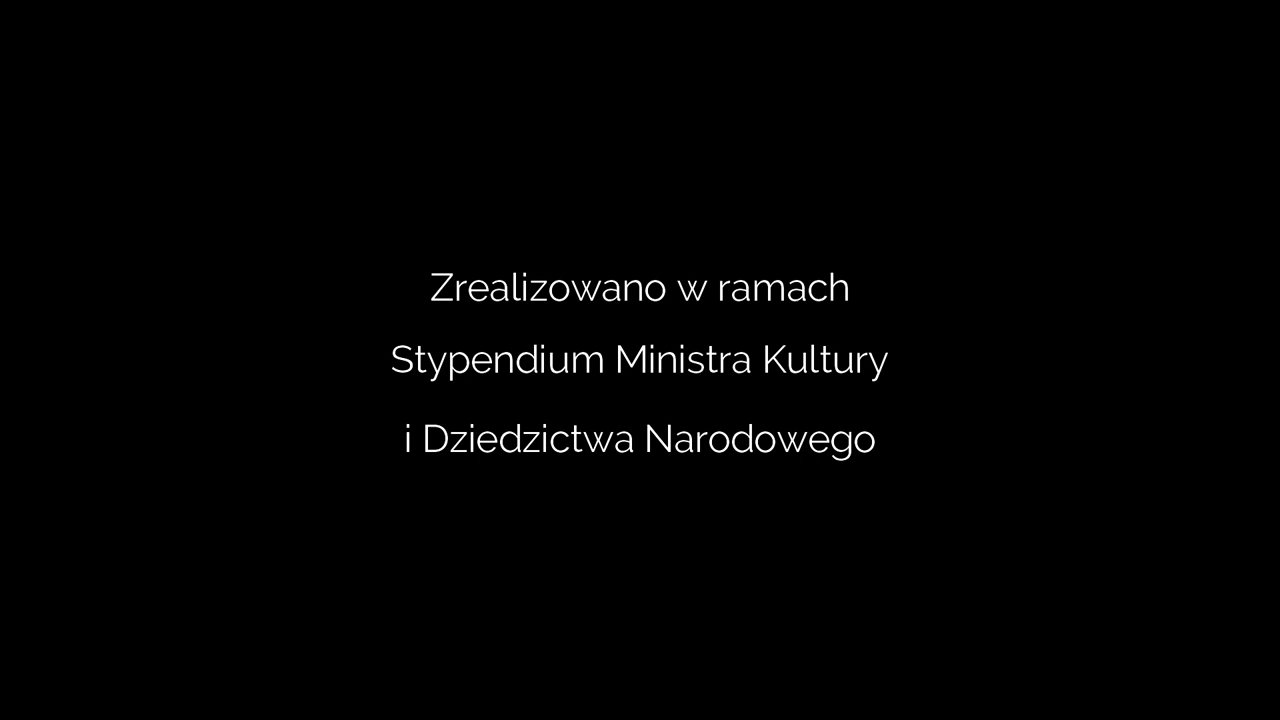 Zrealizowano w ramach
Stypendium Ministra Kultury
i Dziedzictwa Narodowego